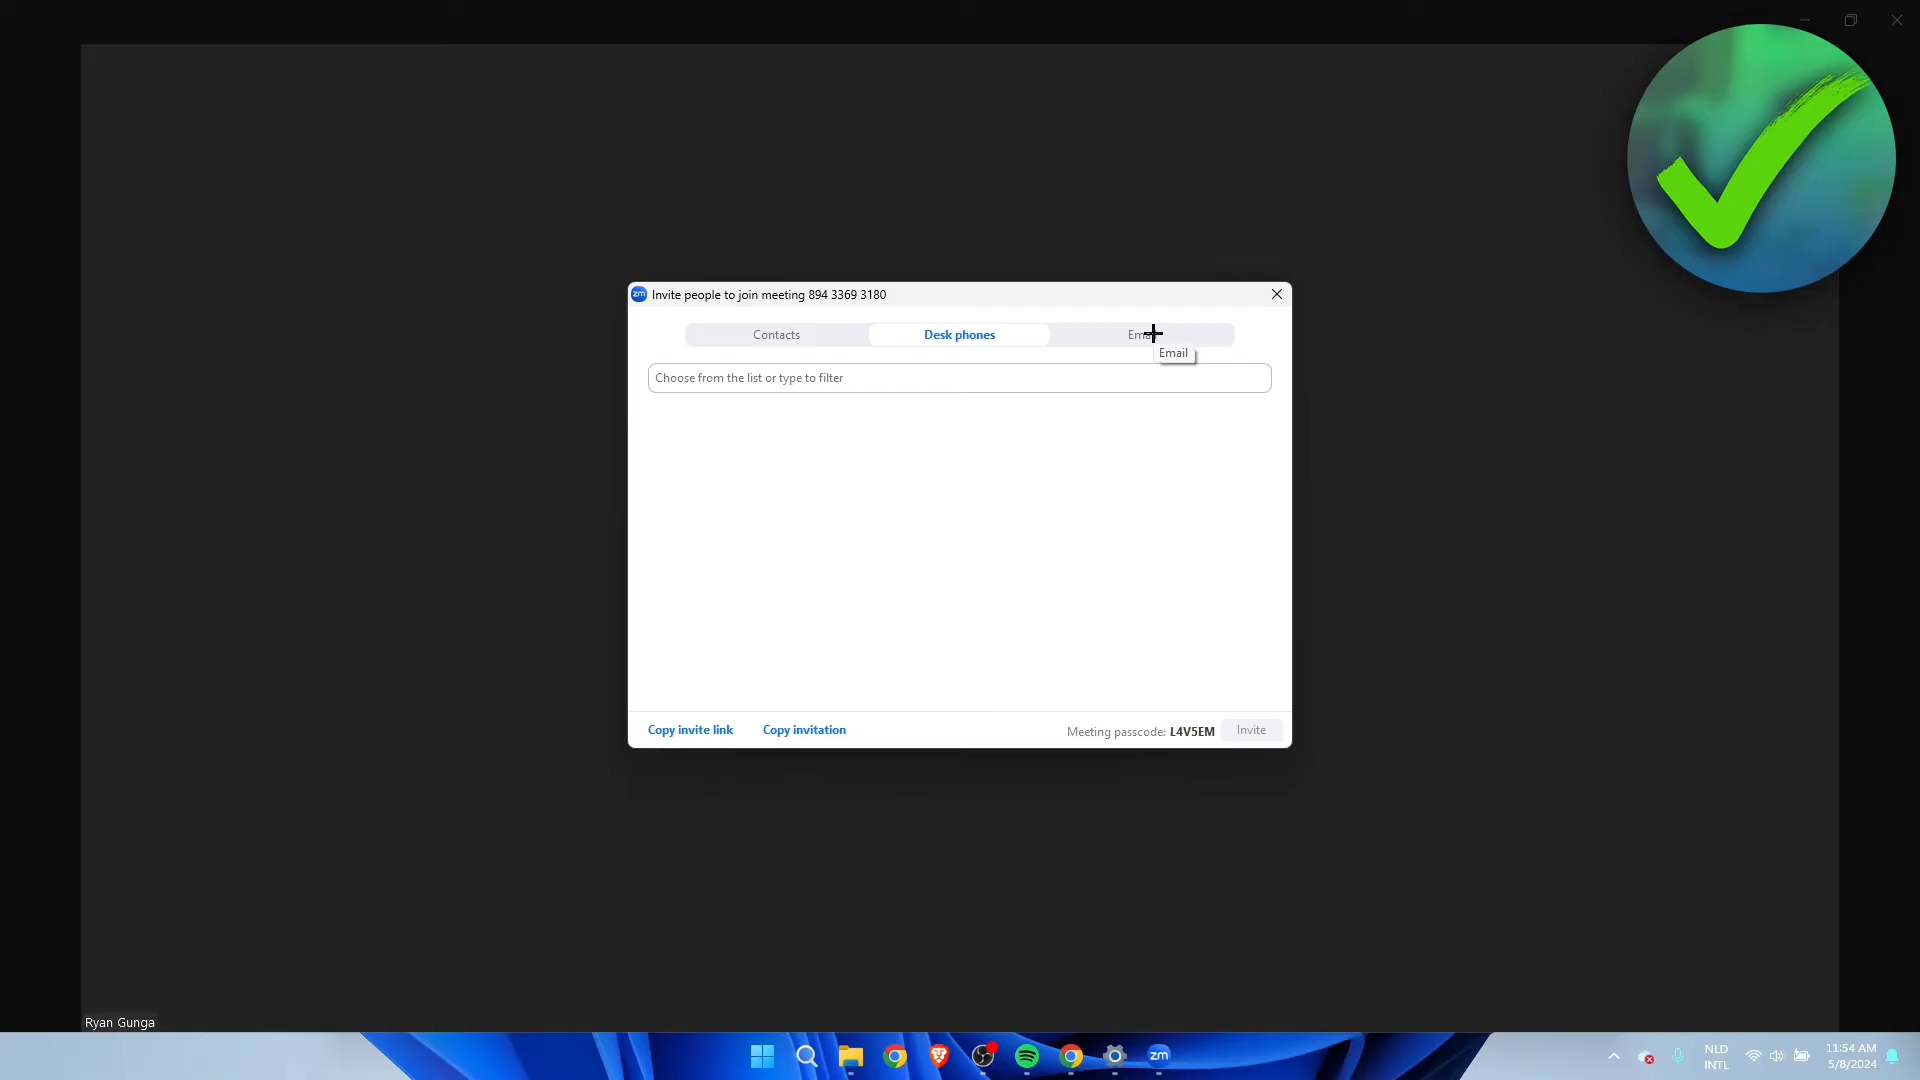 zm Invite people to join meeting 894 3369 3180
Contacts
Desk phones
Email
Choose from the list or type to filter
Copy invite link
Copy invitation
Meeting passcode: L4V5EM
Invite
Ryan Gunga
zm
NLD
INTL
11:54 AM
5/8/2024